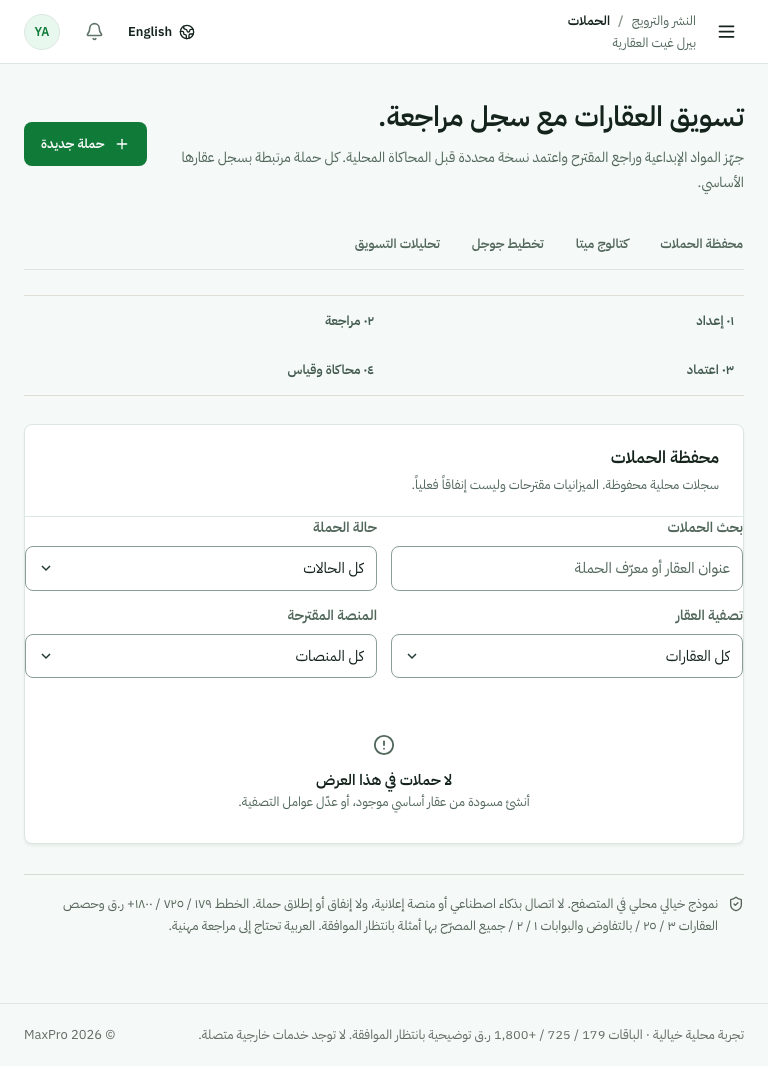 النشر والترويج / الحملات
بيرل غيت العقارية
English
YA
تسويق العقارات مع سجل مراجعة.
جهّز المواد الإبداعية وراجع المقترح واعتمد نسخة محددة قبل المحاكاة المحلية. كل حملة مرتبطة بسجل عقارها
الأساسي.
حملة جديدة
محفظة الحملات
كتالوج ميتا
تخطيط جوجل
تحليلات التسويق
٠١ إعداد
٠٢ مراجعة
٠٣ اعتماد
٠٤ محاكاة وقياس
محفظة الحملات
سجلات محلية محفوظة. الميزانيات مقترحات وليست إنفاقاً فعلياً.
بحث الحملات
حالة الحملة
عنوان العقار أو معرّف الحملة
كل الحالات
تصفية العقار
المنصة المقترحة
كل العقارات
كل المنصات
لا حملات في هذا العرض
أنشئ مسودة من عقار أساسي موجود، أو عدّل عوامل التصفية.
نموذج خيالي محلي في المتصفح. لا اتصال بذكاء اصطناعي أو منصة إعلانية، ولا إنفاق أو إطلاق حملة. الخطط ١٧٩ / ٧٢٥ / ١٨٠٠+ ر.ق وحصص
العقارات ٣ / ٢٥ / بالتفاوض والبوابات ١ / ٢ / جميع المصرّح بها أمثلة بانتظار الموافقة. العربية تحتاج إلى مراجعة مهنية.
تجربة محلية خيالية · الباقات 179 / 725 / +1,800 ر.ق توضيحية بانتظار الموافقة. لا توجد خدمات خارجية متصلة.
© 2026 MaxPro